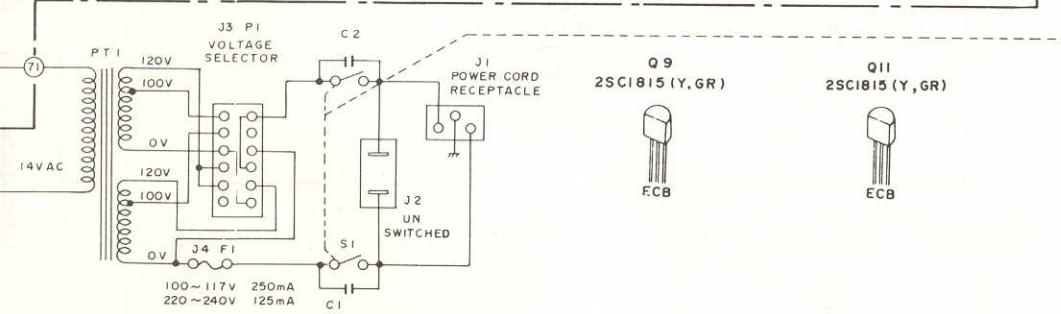 J3 P1
VOLTAGE
SELECTOR
C2
PT1
120V
100V
71
0V
14VAC
120V
100V
0V
J4 F1
100~117V 250mA
220~240V 125mA
S1
C1
J1
POWER CORD
RECEPTACLE
J2
UN
SWITCHED
Q9
2SC1815(Y,GR)
ECB
Q11
2SC1815(Y,GR)
ECB